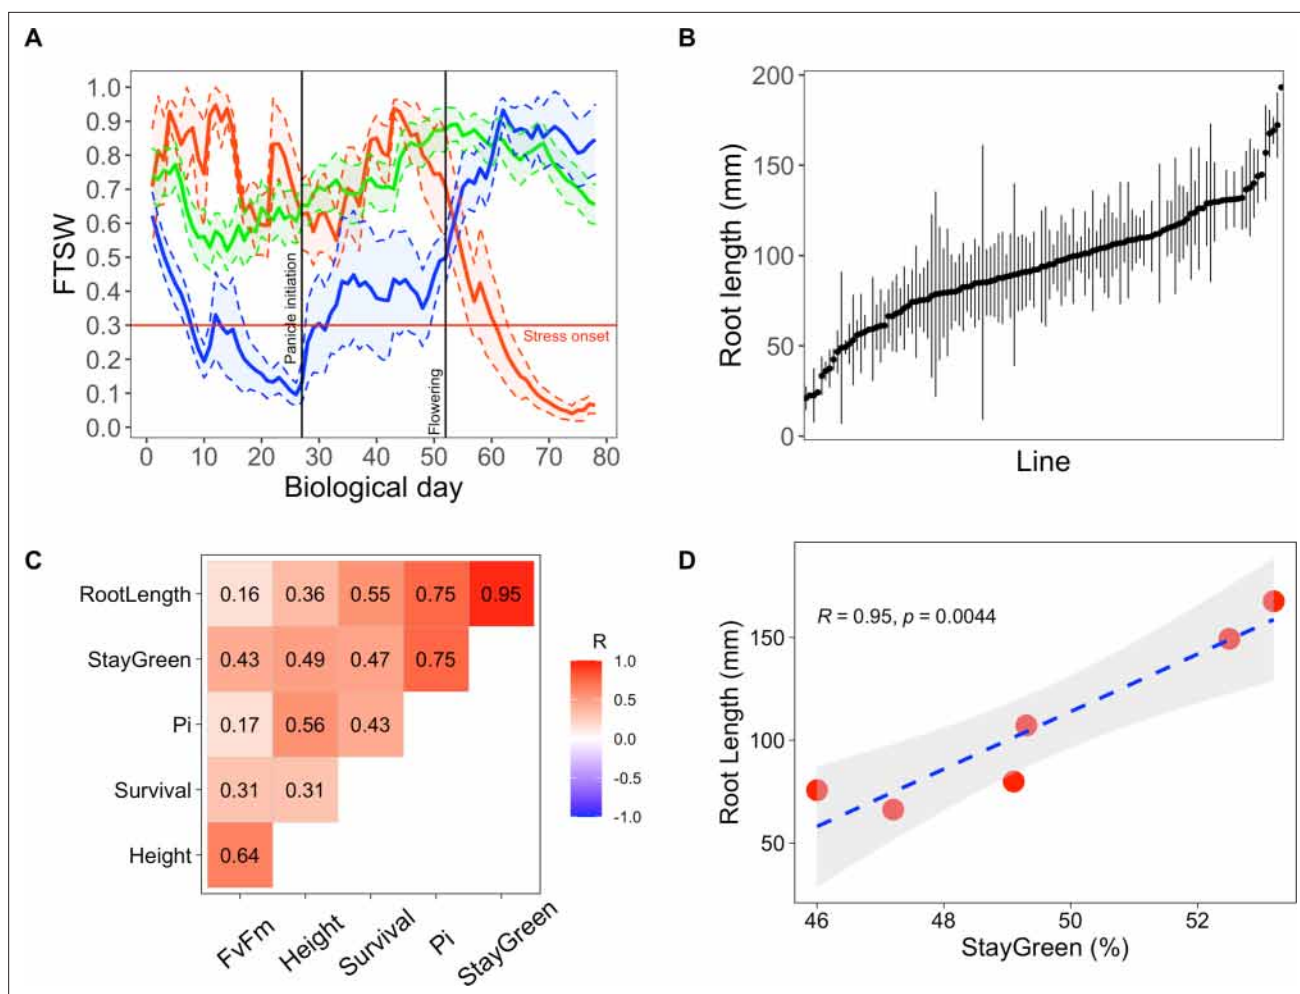 A
FTSW
1.0
0.9
0.8
0.7
0.6
0.5
0.4
0.3
0.2
0.1
0.0
Panicle initiation
Flowering
Stress onset
0 10 20 30 40 50 60 70 80
Biological day
B
Root length (mm)
200
150
100
50
0
Line
C
RootLength 0.16 0.36 0.55 0.75 0.95
StayGreen 0.43 0.49 0.47 0.75
Pi 0.17 0.56 0.43
Survival 0.31 0.31
Height 0.64
FvFm Height Survival Pi StayGreen
R
1.0
0.5
0.0
-0.5
-1.0
D
R = 0.95, p = 0.0044
Root Length (mm)
150
100
50
46 48 50 52
StayGreen (%)